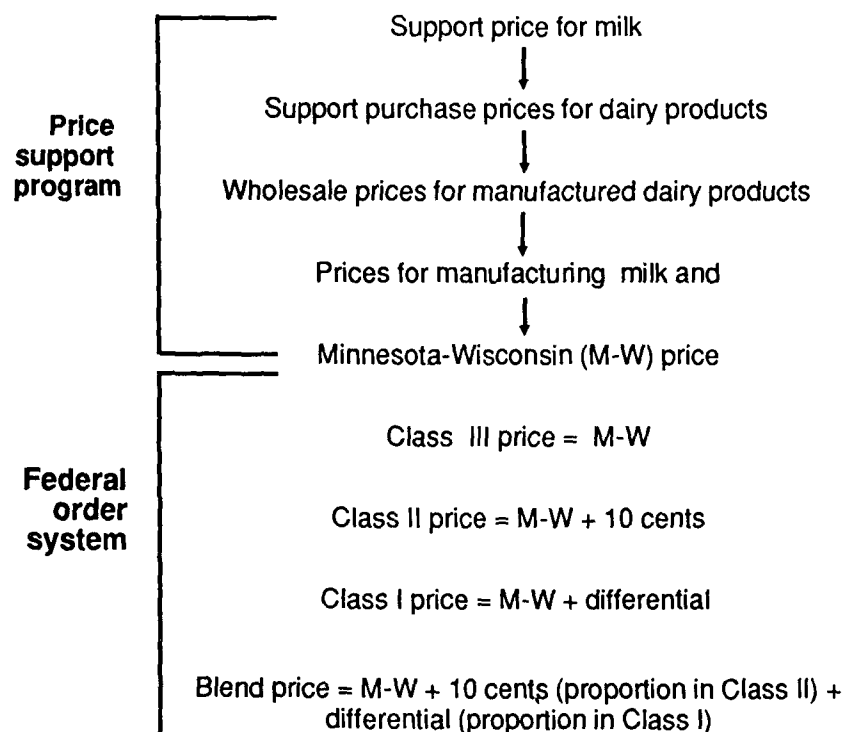 Price
support
program
Support price for milk
Support purchase prices for dairy products
Wholesale prices for manufactured dairy products
Prices for manufacturing milk and
Minnesota-Wisconsin (M-W) price
Federal
order
system
Class III price = M-W
Class II price = M-W + 10 cents
Class I price = M-W + differential
Blend price = M-W + 10 cents (proportion in Class II) +
differential (proportion in Class I)